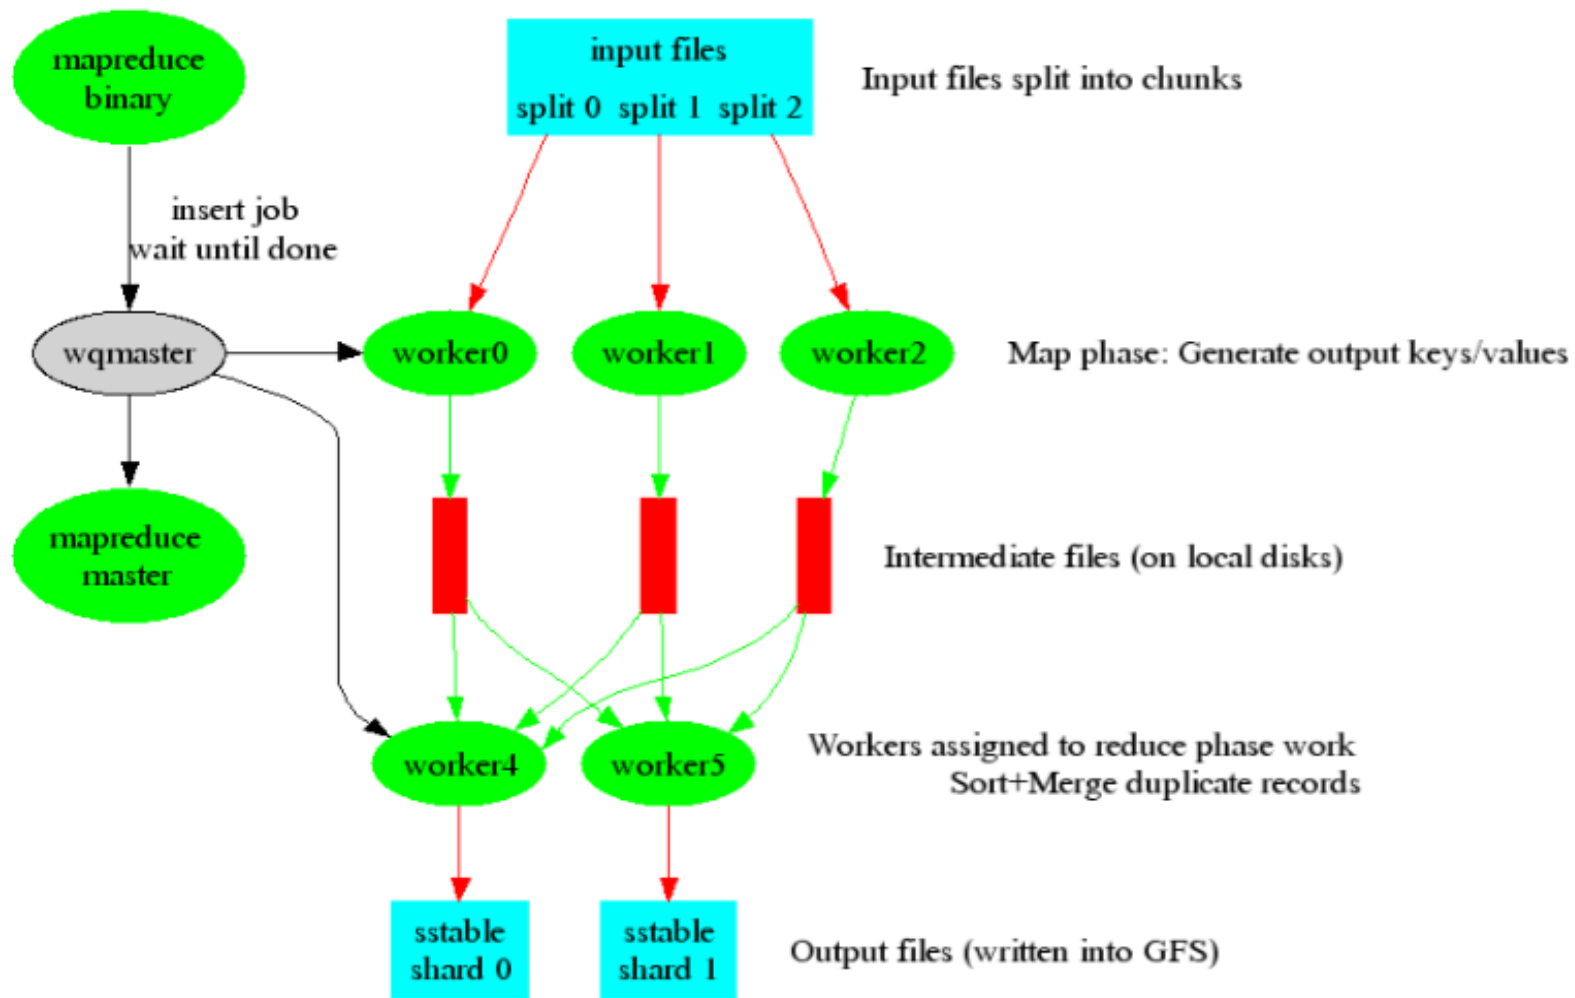 mapreduce
binary
input files
split 0 split 1 split 2
Input files split into chunks
insert job
wait until done
wqmaster
worker0
worker1
worker2
Map phase: Generate output keys/values
mapreduce
master
Intermediate files (on local disks)
worker4
worker5
Workers assigned to reduce phase work
Sort+Merge duplicate records
sstable
shard 0
sstable
shard 1
Output files (written into GFS)